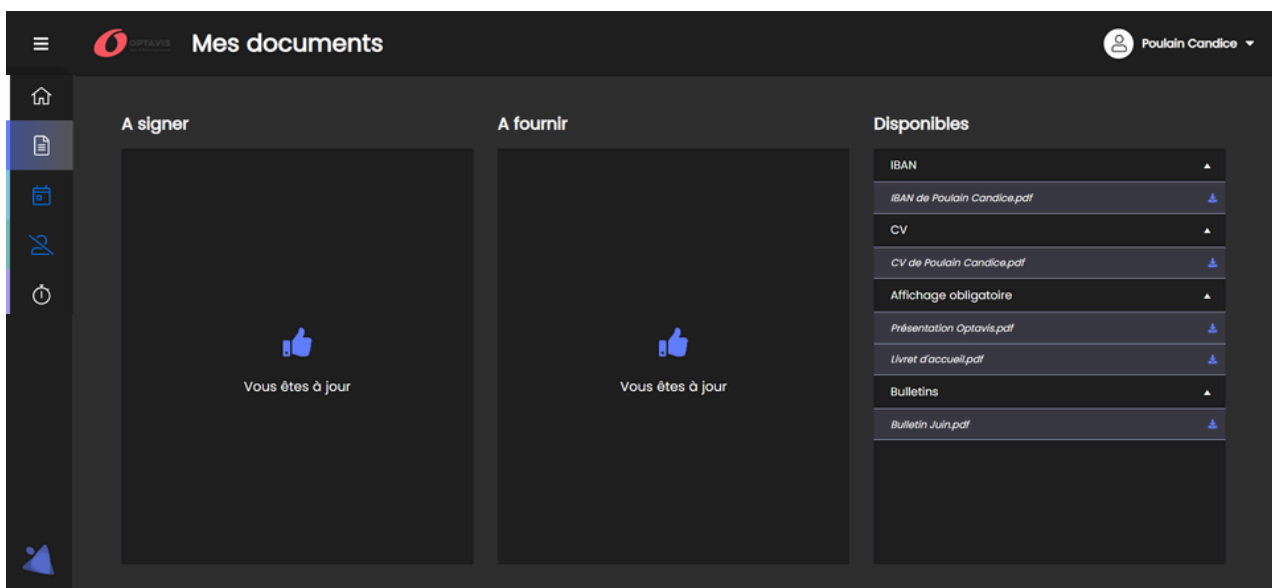 OPTAVIS
Mes documents
Poulain Candice
A signer
Vous êtes à jour
A fournir
Vous êtes à jour
Disponibles
IBAN
IBAN de Poulain Candice.pdf
CV
CV de Poulain Candice.pdf
Affichage obligatoire
Présentation Optavis.pdf
Livret d'accueil.pdf
Bulletins
Bulletin Juin.pdf